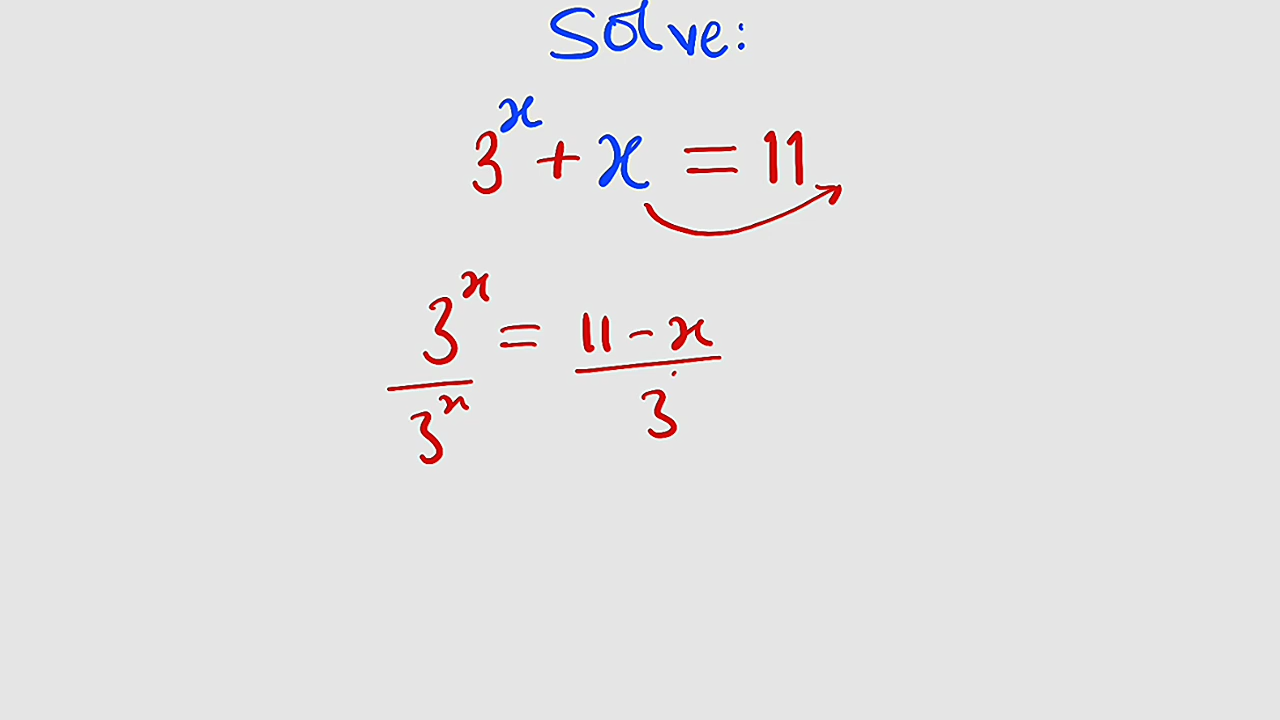 Solve:
3^x + x = 11
3^x = 11 - x
3^x 3